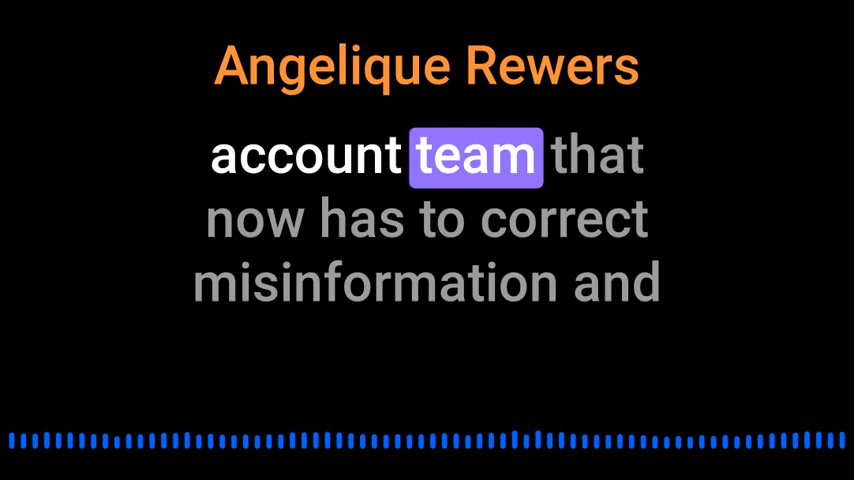 Angelique Rewers
account team that
now has to correct
misinformation and